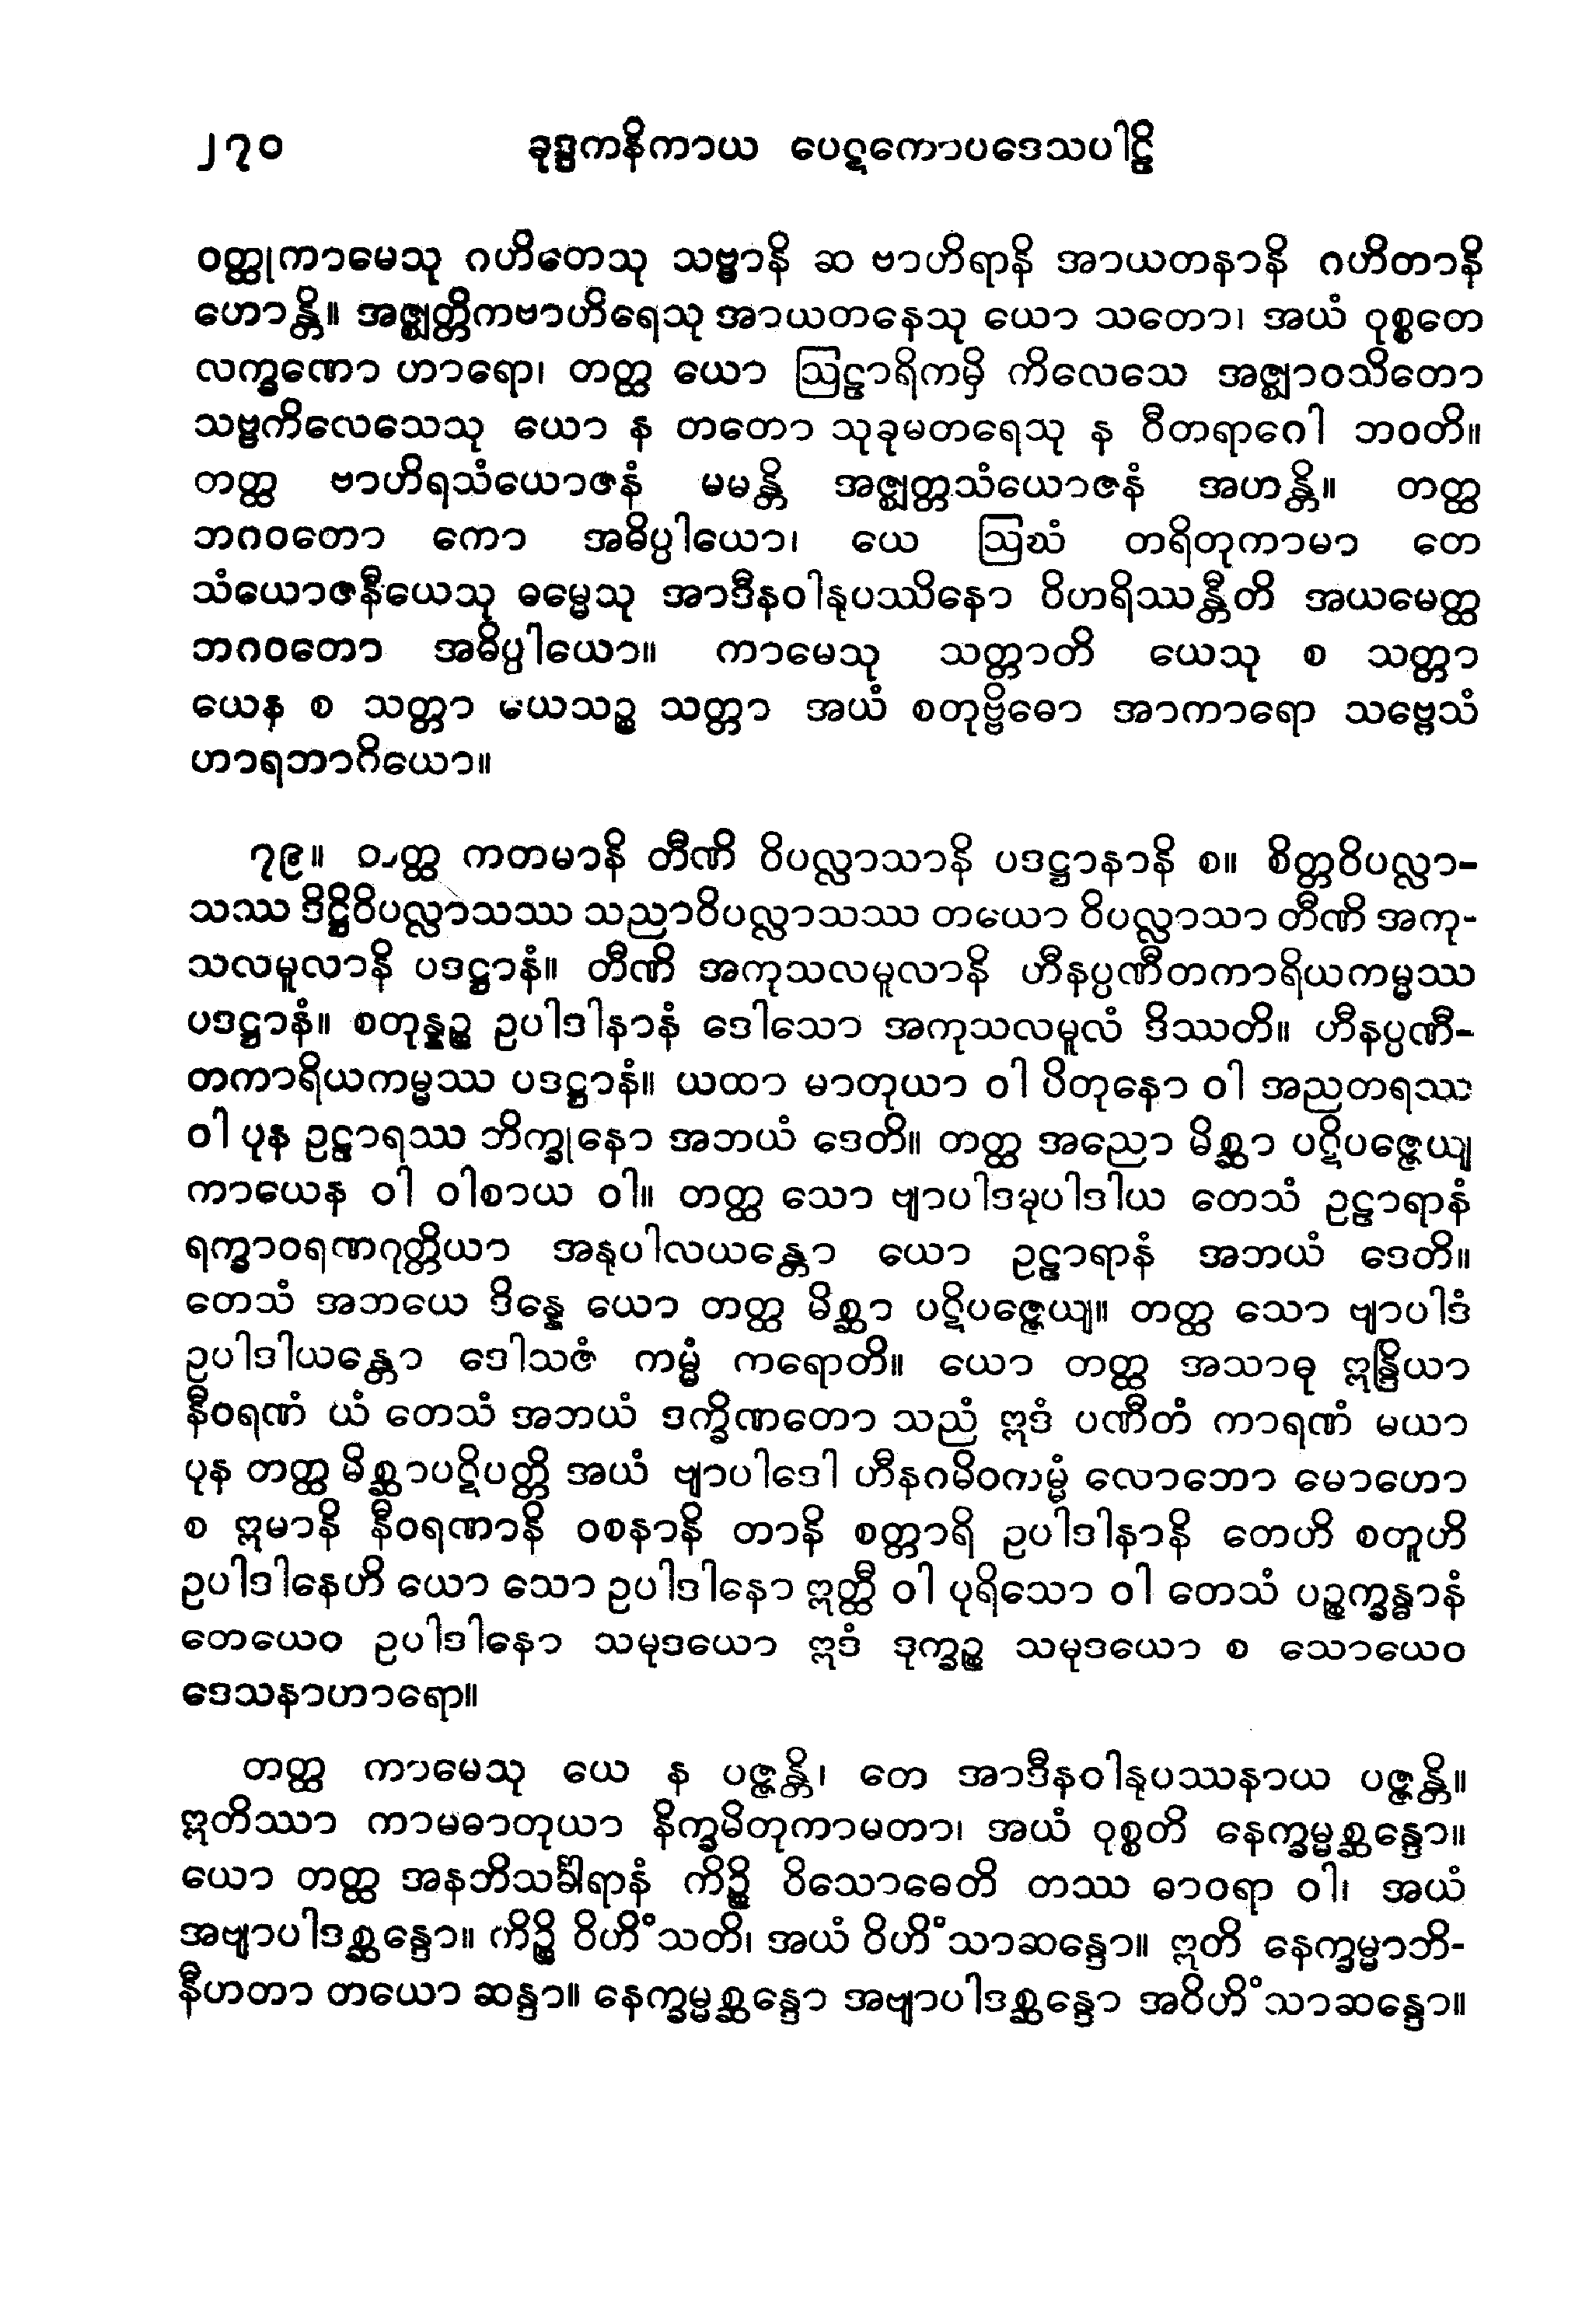 ၂၇၀ ခုဒ္ဒကနိကာယ ပေဋကောပဒေသပါဠိ
ဝတ္ထုကာမေသု ဂဟိတေသု သဗ္ဗာနိ ဆ ဗာဟိရာနိ အာယတနာနိ ဂဟိတာနိ
ဟောန္တိ။ အဇ္ဈတ္တိကဗာဟိရေသု အာယတနေသု ယော သတော၊ အယံ ဝုစ္စတေ
လက္ခဏော ဟာရော၊ တတ္ထ ယော ဩဠာရိကမှိ ကိလေသေ အဇ္ဈာဝသိတော
သဗ္ဗကိလေသေသု ယော န တတော သုခုမတရေသု န ဝီတရာဂေါ ဘဝတိ။
တတ္ထ ဗာဟိရသံယောဇနံ မမန္တိ အဇ္ဈတ္တသံယောဇနံ အဟန္တိ။ တတ္ထ
ဘဂဝတော ကော အဓိပ္ပါယော၊ ယေ ဩဃံ တရိတုကာမာ တေ
သံယောဇနီယေသု ဓမ္မေသု အာဒီနဝါနုပဿိနော ဝိဟရိဿန္တီတိ အယမေတ္ထ
ဘဂဝတော အဓိပ္ပါယော။ ကာမေသု သတ္တာတိ ယေသု စ သတ္တာ
ယေန စ သတ္တာ ယေသဉ္စ သတ္တာ အယံ စတုဗ္ဗိဓော အာကာရော သဗ္ဗေသံ
ဟာရဘာဂိယော။
၇၉။ တတ္ထ ကတမာနိ တီဏိ ဝိပလ္လာသာနိ ပဒဋ္ဌာနာနိ စ။ စိတ္တဝိပလ္လာ-
သဿ ဒိဋ္ဌိဝိပလ္လာသဿ သညာဝိပလ္လာသဿ တယော ဝိပလ္လာသာ တီဏိ အကု-
သလမူလာနိ ပဒဋ္ဌာနံ။ တီဏိ အကုသလမူလာနိ ဟီနပ္ပဏီတကာရိယကမ္မဿ
ပဒဋ္ဌာနံ။ စတုန္နဉ္စ ဥပါဒါနာနံ ဒေါသော အကုသလမူလံ ဒိဿတိ။ ဟီနပ္ပဏီ-
တကာရိယကမ္မဿ ပဒဋ္ဌာနံ။ ယထာ မာတုယာ ဝါ ပိတုနော ဝါ အညတရဿ
ဝါ ပုန ဥဠာရဿ ဘိက္ခုနော အဘယံ ဒေတိ။ တတ္ထ အညော မိစ္ဆာ ပဋိပဇ္ဇေယျ
ကာယေန ဝါ ဝါစာယ ဝါ။ တတ္ထ သော ဗျာပါဒမုပါဒါယ တေသံ ဥဠာရာနံ
ရက္ခာဝရဏဂုတ္တိယာ အနုပါလယန္တော ယော ဥဠာရာနံ အဘယံ ဒေတိ။
တေသံ အဘယေ ဒိန္နေ ယော တတ္ထ မိစ္ဆာ ပဋိပဇ္ဇေယျ။ တတ္ထ သော ဗျာပါဒံ
ဥပါဒါယန္တော ဒေါသဇံ ကမ္မံ ကရောတိ။ ယော တတ္ထ အသာဓု ဣန္ဒြိယာ
နီဝရဏံ ယံ တေသံ အဘယံ ဒက္ခိဏတော သညံ ဣဒံ ပဏီတံ ကာရဏံ မယာ
ပုန တတ္ထ မိစ္ဆာပဋိပတ္တိ အယံ ဗျာပါဒေါ ဟီနဂမိဝကမ္မံ လောဘော မောဟော
စ ဣမာနိ နီဝရဏာနိ ဝစနာနိ တာနိ စတ္တာရိ ဥပါဒါနာနိ တေဟိ စတူဟိ
ဥပါဒါနေဟိ ယော သော ဥပါဒါနော ဣတ္ထီ ဝါ ပုရိသော ဝါ တေသံ ပဉ္စက္ခန္ဓာနံ
တေယေဝ ဥပါဒါနော သမုဒယော ဣဒံ ဒုက္ခဉ္စ သမုဒယော စ သောယေဝ
ဒေသနာဟာရော။
တတ္ထ ကာမေသု ယေ န ပဇ္ဇန္တိ၊ တေ အာဒီနဝါနုပဿနာယ ပဇ္ဇန္တိ။
ဣတိဿာ ကာမဓာတုယာ နိက္ခမိတုကာမတာ၊ အယံ ဝုစ္စတိ နေက္ခမ္မစ္ဆန္ဒော။
ယော တတ္ထ အနဘိသင်္ခါရာနံ ကိဉ္စိ ဝိသောဓေတိ တဿ ဓာဝရာ ဝါ၊ အယံ
အဗျာပါဒစ္ဆန္ဒော။ ကိဉ္စိ ဝိဟိံသတိ၊ အယံ ဝိဟိံသာဆန္ဒော။ ဣတိ နေက္ခမ္မာဘိ-
နီဟတာ တယော ဆန္ဒာ။ နေက္ခမ္မစ္ဆန္ဒော အဗျာပါဒစ္ဆန္ဒော အဝိဟိံသာဆန္ဒော။